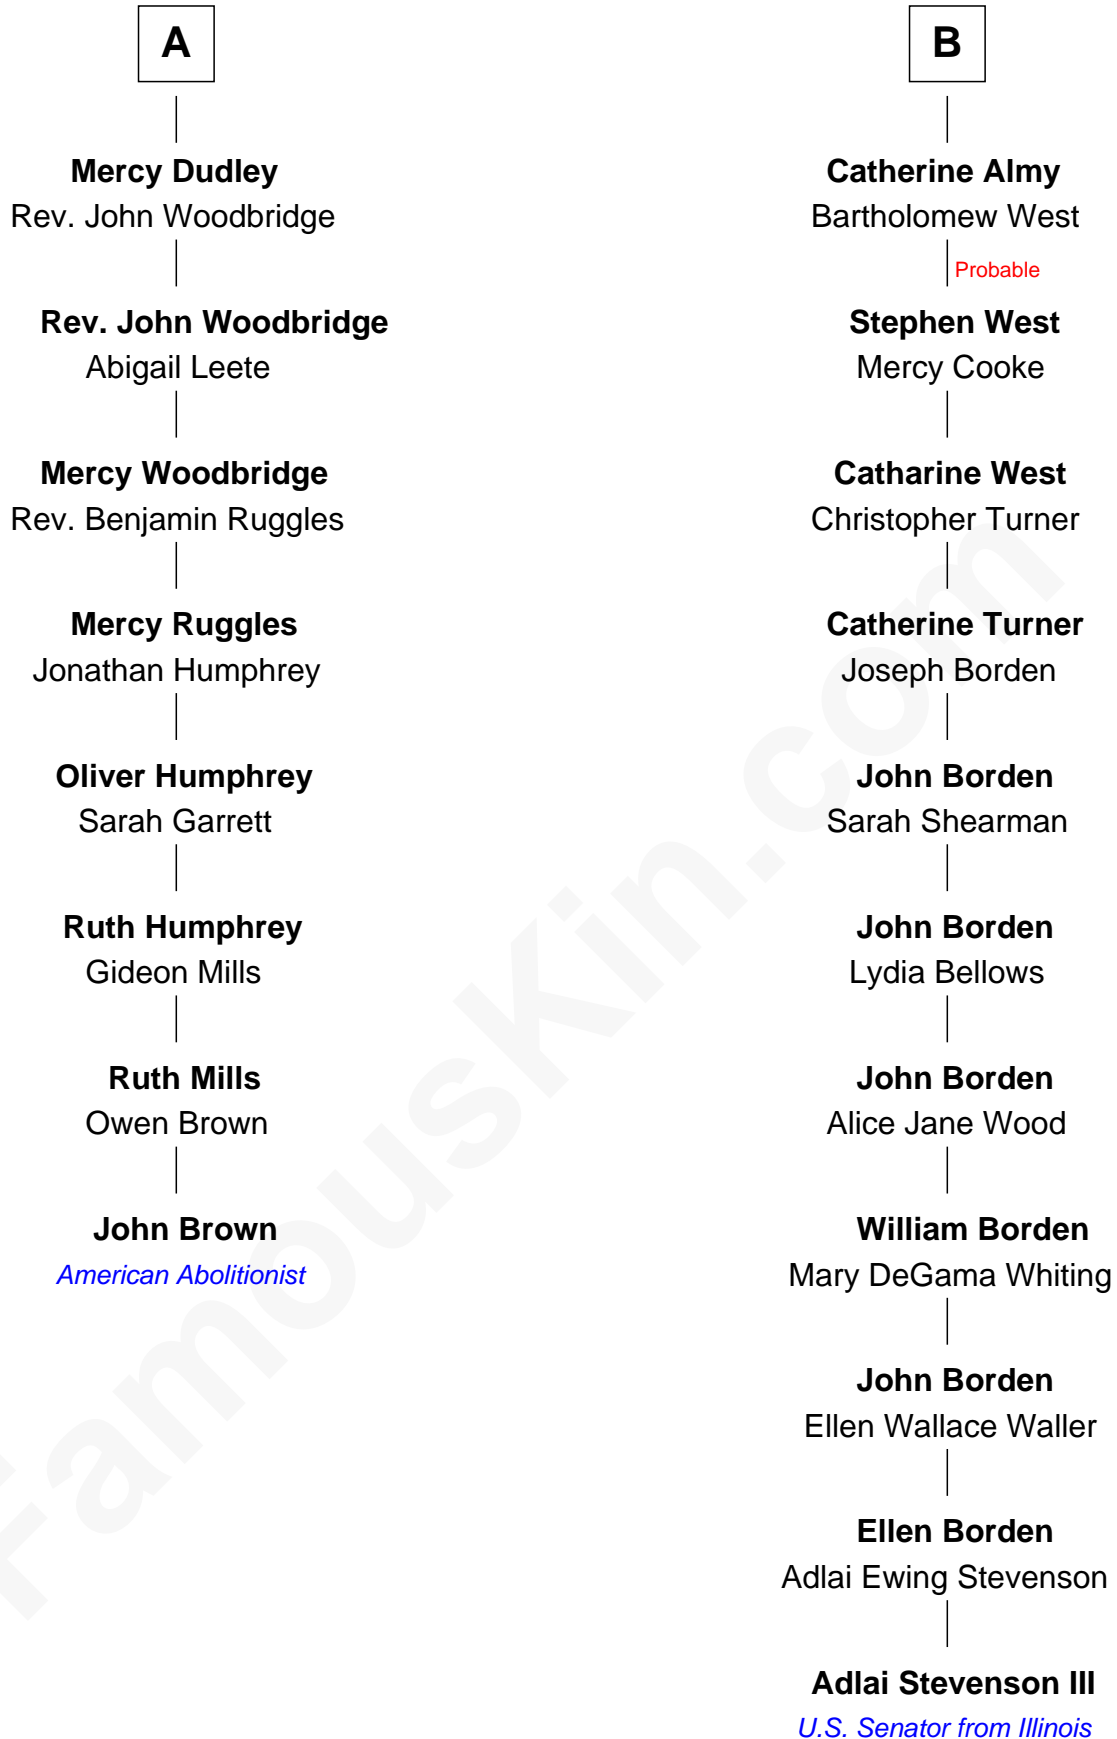 A
Mercy Dudley
Rev. John Woodbridge
Rev. John Woodbridge
Abigail Leete
Mercy Woodbridge
Rev. Benjamin Ruggles
Mercy Ruggles
Jonathan Humphrey
Oliver Humphrey
Sarah Garrett
Ruth Humphrey
Gideon Mills
Ruth Mills
Owen Brown
John Brown
American Abolitionist
B
Catherine Almy
Bartholomew West
Probable
Stephen West
Mercy Cooke
Catharine West
Christopher Turner
Catherine Turner
Joseph Borden
John Borden
Sarah Shearman
John Borden
Lydia Bellows
John Borden
Alice Jane Wood
William Borden
Mary DeGama Whiting
John Borden
Ellen Wallace Waller
Ellen Borden
Adlai Ewing Stevenson
Adlai Stevenson III
U.S. Senator from Illinois
FamousKin.com